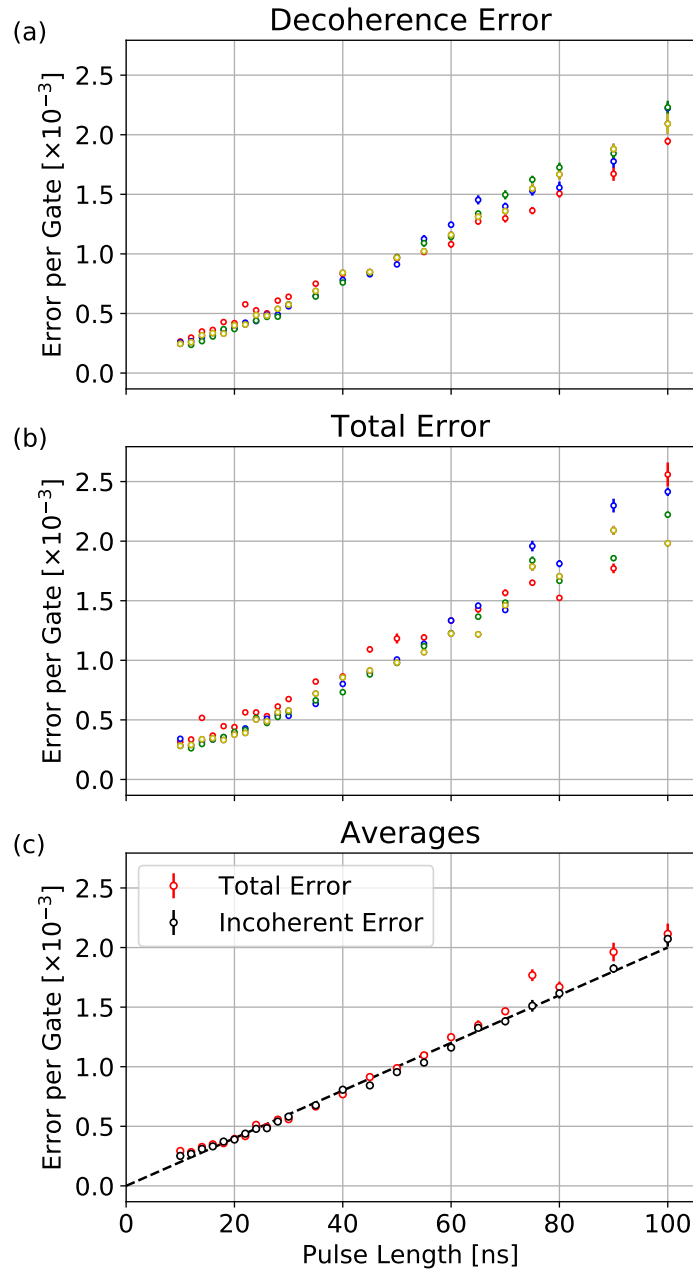 (a)
Decoherence Error
Error per Gate [×10⁻³]
2.5
2.0
1.5
1.0
0.5
0.0
(b)
Total Error
Error per Gate [×10⁻³]
2.5
2.0
1.5
1.0
0.5
0.0
(c)
Averages
Error per Gate [×10⁻³]
2.5
2.0
1.5
1.0
0.5
0.0
Total Error
Incoherent Error
0 20 40 60 80 100
Pulse Length [ns]